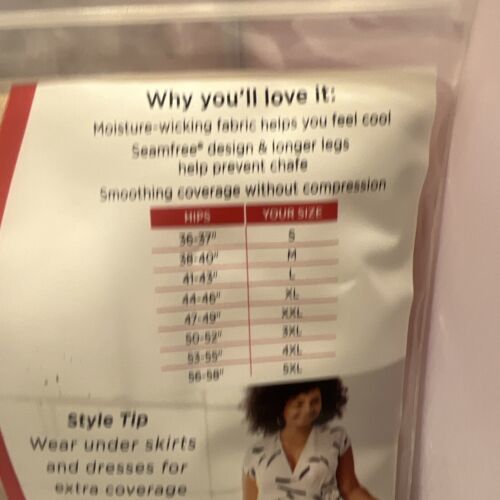 Why you'll love it:
Moisture-wicking fabric helps you feel cool
Seamfree® design & longer legs
help prevent chafe
Smoothing coverage without compression
HIPS YOUR SIZE
36-37" S
38-40" M
41-43" L
44-46" XL
47-49" XXL
50-52" 3XL
53-55" 4XL
56-58" 5XL
Style Tip
Wear under skirts
and dresses for
extra coverage